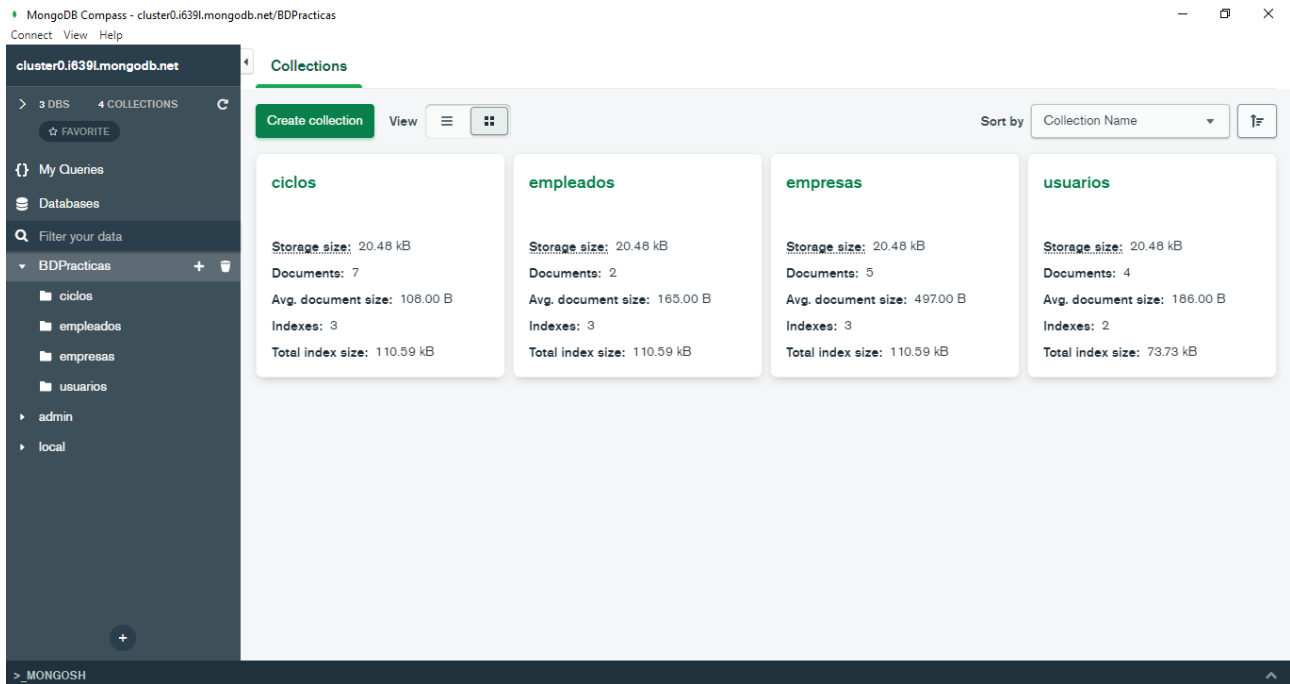 MongoDB Compass - cluster0.i639l.mongodb.net/BDPracticas
Connect View Help
cluster0.i639l.mongodb.net
3 DBS 4 COLLECTIONS
FAVORITE
{} My Queries
Databases
Filter your data
BDPracticas
ciclos
empleados
empresas
usuarios
admin
local
Collections
Create collection View Sort by Collection Name
ciclos
Storage size: 20.48 kB
Documents: 7
Avg. document size: 108.00 B
Indexes: 3
Total index size: 110.59 kB
empleados
Storage size: 20.48 kB
Documents: 2
Avg. document size: 165.00 B
Indexes: 3
Total index size: 110.59 kB
empresas
Storage size: 20.48 kB
Documents: 5
Avg. document size: 497.00 B
Indexes: 3
Total index size: 110.59 kB
usuarios
Storage size: 20.48 kB
Documents: 4
Avg. document size: 186.00 B
Indexes: 2
Total index size: 73.73 kB
>_MONGOSH